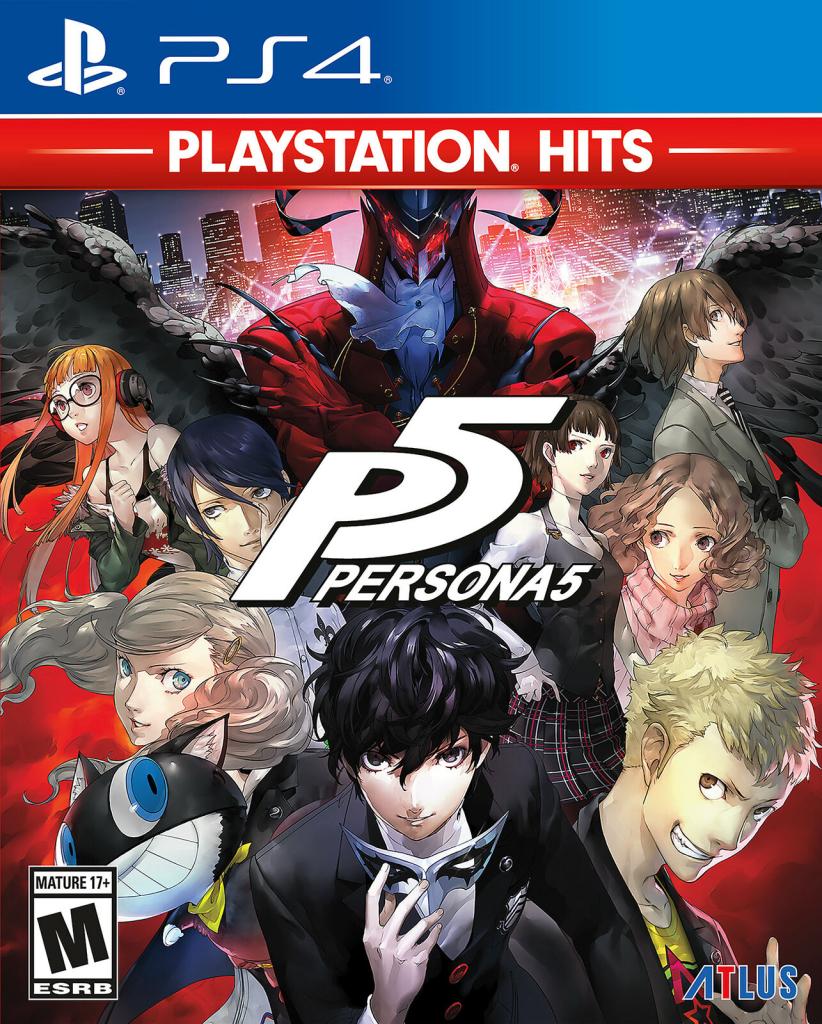 PS4
PLAYSTATION® HITS
P5
PERSONA5
MATURE 17+
M
ESRB
ATLUS